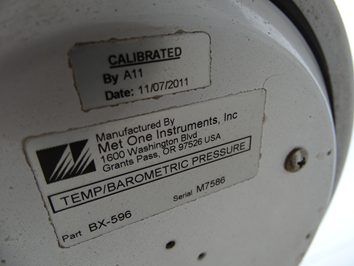 CALIBRATED
By A11
Date: 11/07/2011
Manufactured By
Met One Instruments, Inc
1600 Washington Blvd
Grants Pass, OR 97526 USA
TEMP/BAROMETRIC PRESSURE
Part BX-596 Serial M7586